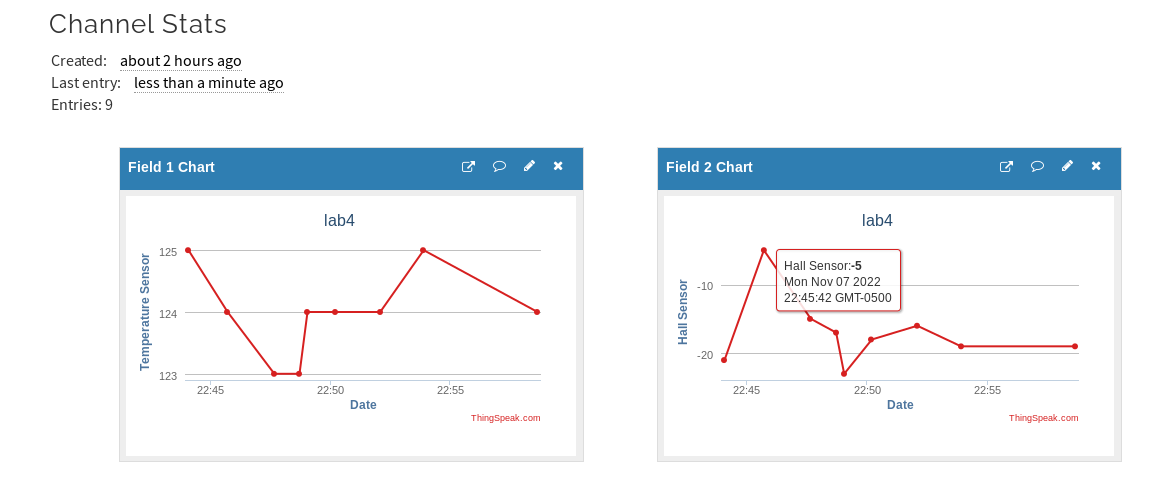 Channel Stats
Created: about 2 hours ago
Last entry: less than a minute ago
Entries: 9
Field 1 Chart
lab4
Temperature Sensor
125
124
123
22:45 22:50 22:55
Date
ThingSpeak.com
Field 2 Chart
lab4
Hall Sensor
-10
-20
Hall Sensor:-5
Mon Nov 07 2022
22:45:42 GMT-0500
22:45 22:50 22:55
Date
ThingSpeak.com